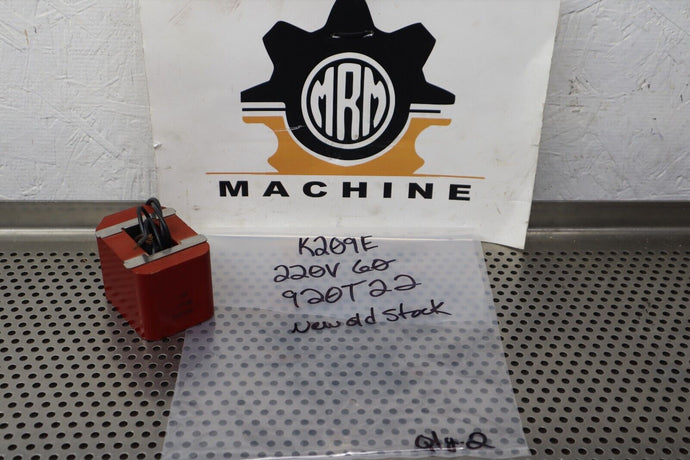 MRM
MACHINE
K209E
220V 60
920T22
New old Stock
Qty-2